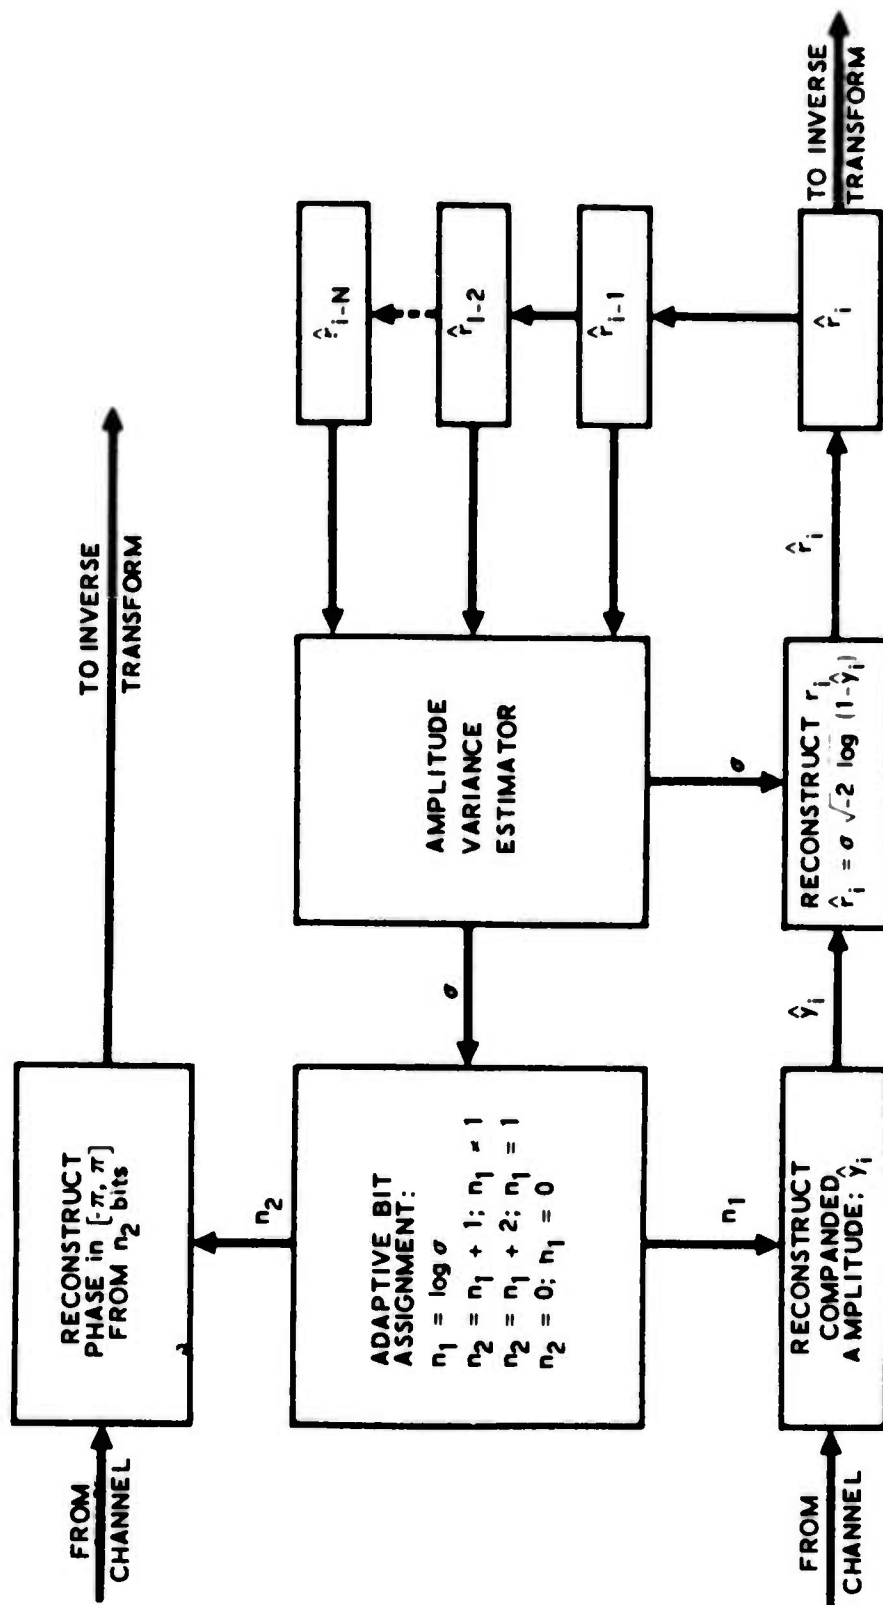 FROM
CHANNEL
RECONSTRUCT
PHASE in [-π, π]
FROM n₂ bits
TO INVERSE
TRANSFORM
n₂
ADAPTIVE BIT
ASSIGNMENT:
n₁ = log σ
n₂ = n₁ + 1; n₁ ≠ 1
n₂ = n₁ + 2; n₁ = 1
n₂ = 0; n₁ = 0
σ
AMPLITUDE
VARIANCE
ESTIMATOR
r̂ᵢ₋N
r̂ₗ₋₂
r̂ᵢ₋₁
n₁
σ
FROM
CHANNEL
RECONSTRUCT
COMPANDED
AMPLITUDE; ŷᵢ
ŷᵢ
RECONSTRUCT rᵢ
r̂ᵢ = σ √-2 log (1-ŷᵢ)
r̂ᵢ
r̂ᵢ
TO INVERSE
TRANSFORM